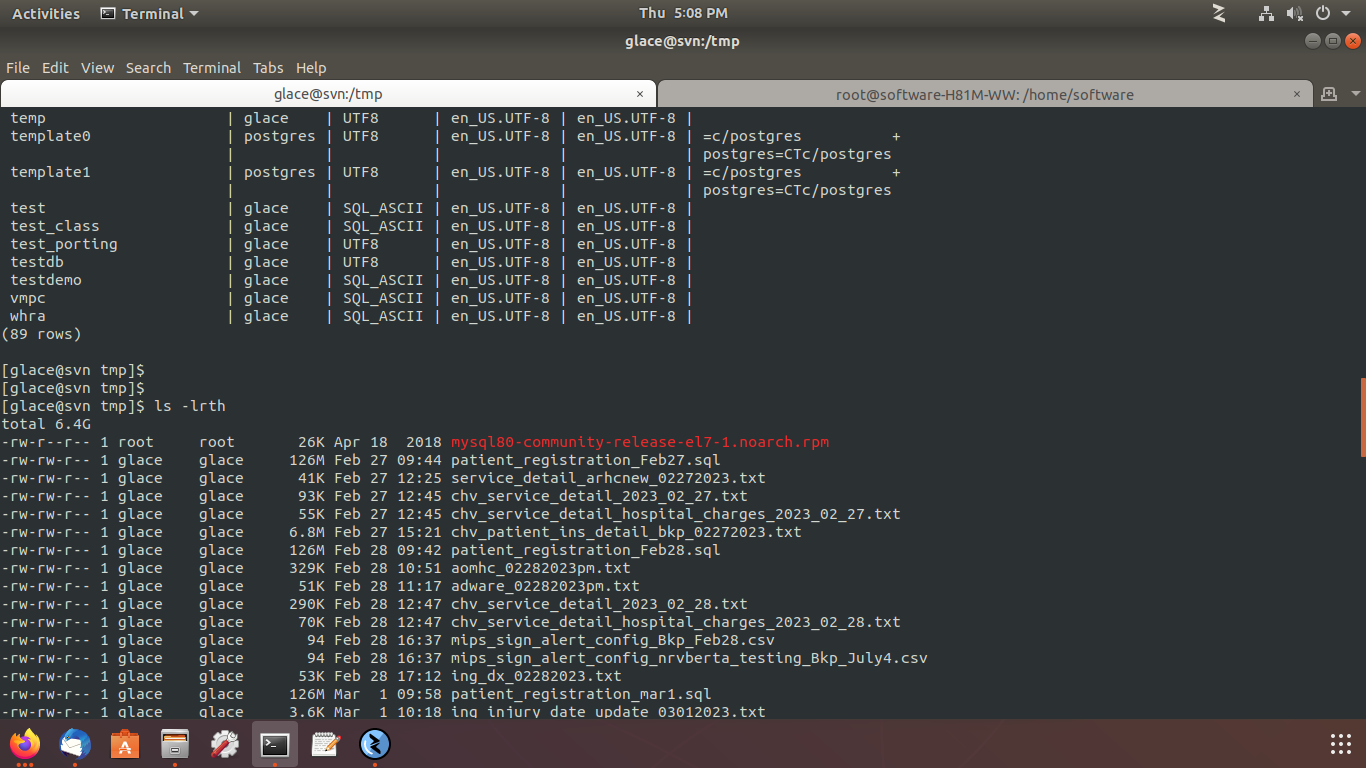 Activities Terminal Thu 5:08 PM
glace@svn:/tmp
File Edit View Search Terminal Tabs Help
glace@svn:/tmp × root@software-H81M-WW: /home/software ×
 temp                    | glace    | UTF8      | en_US.UTF-8 | en_US.UTF-8 |
 template0               | postgres | UTF8      | en_US.UTF-8 | en_US.UTF-8 | =c/postgres          +
                         |          |           |             |             | postgres=CTc/postgres
 template1               | postgres | UTF8      | en_US.UTF-8 | en_US.UTF-8 | =c/postgres          +
                         |          |           |             |             | postgres=CTc/postgres
 test                    | glace    | SQL_ASCII | en_US.UTF-8 | en_US.UTF-8 |
 test_class              | glace    | SQL_ASCII | en_US.UTF-8 | en_US.UTF-8 |
 test_porting            | glace    | UTF8      | en_US.UTF-8 | en_US.UTF-8 |
 testdb                  | glace    | UTF8      | en_US.UTF-8 | en_US.UTF-8 |
 testdemo                | glace    | SQL_ASCII | en_US.UTF-8 | en_US.UTF-8 |
 vmpc                    | glace    | SQL_ASCII | en_US.UTF-8 | en_US.UTF-8 |
 whra                    | glace    | SQL_ASCII | en_US.UTF-8 | en_US.UTF-8 |
(89 rows)
[glace@svn tmp]$
[glace@svn tmp]$
[glace@svn tmp]$ ls -lrth
total 6.4G
-rw-r--r-- 1 root     root       26K Apr 18  2018 mysql80-community-release-el7-1.noarch.rpm
-rw-rw-r-- 1 glace    glace     126M Feb 27 09:44 patient_registration_Feb27.sql
-rw-rw-r-- 1 glace    glace      41K Feb 27 12:25 service_detail_arhcnew_02272023.txt
-rw-rw-r-- 1 glace    glace      93K Feb 27 12:45 chv_service_detail_2023_02_27.txt
-rw-rw-r-- 1 glace    glace      55K Feb 27 12:45 chv_service_detail_hospital_charges_2023_02_27.txt
-rw-rw-r-- 1 glace    glace     6.8M Feb 27 15:21 chv_patient_ins_detail_bkp_02272023.txt
-rw-rw-r-- 1 glace    glace     126M Feb 28 09:42 patient_registration_Feb28.sql
-rw-rw-r-- 1 glace    glace     329K Feb 28 10:51 aomhc_02282023pm.txt
-rw-rw-r-- 1 glace    glace      51K Feb 28 11:17 adware_02282023pm.txt
-rw-rw-r-- 1 glace    glace     290K Feb 28 12:47 chv_service_detail_2023_02_28.txt
-rw-rw-r-- 1 glace    glace      70K Feb 28 12:47 chv_service_detail_hospital_charges_2023_02_28.txt
-rw-rw-r-- 1 glace    glace       94 Feb 28 16:37 mips_sign_alert_config_Bkp_Feb28.csv
-rw-rw-r-- 1 glace    glace       94 Feb 28 16:37 mips_sign_alert_config_nrvberta_testing_Bkp_July4.csv
-rw-rw-r-- 1 glace    glace      53K Feb 28 17:12 ing_dx_02282023.txt
-rw-rw-r-- 1 glace    glace     126M Mar  1 09:58 patient_registration_mar1.sql
-rw-rw-r-- 1 glace    glace     3.6K Mar  1 10:18 ing_injury_date_update_03012023.txt